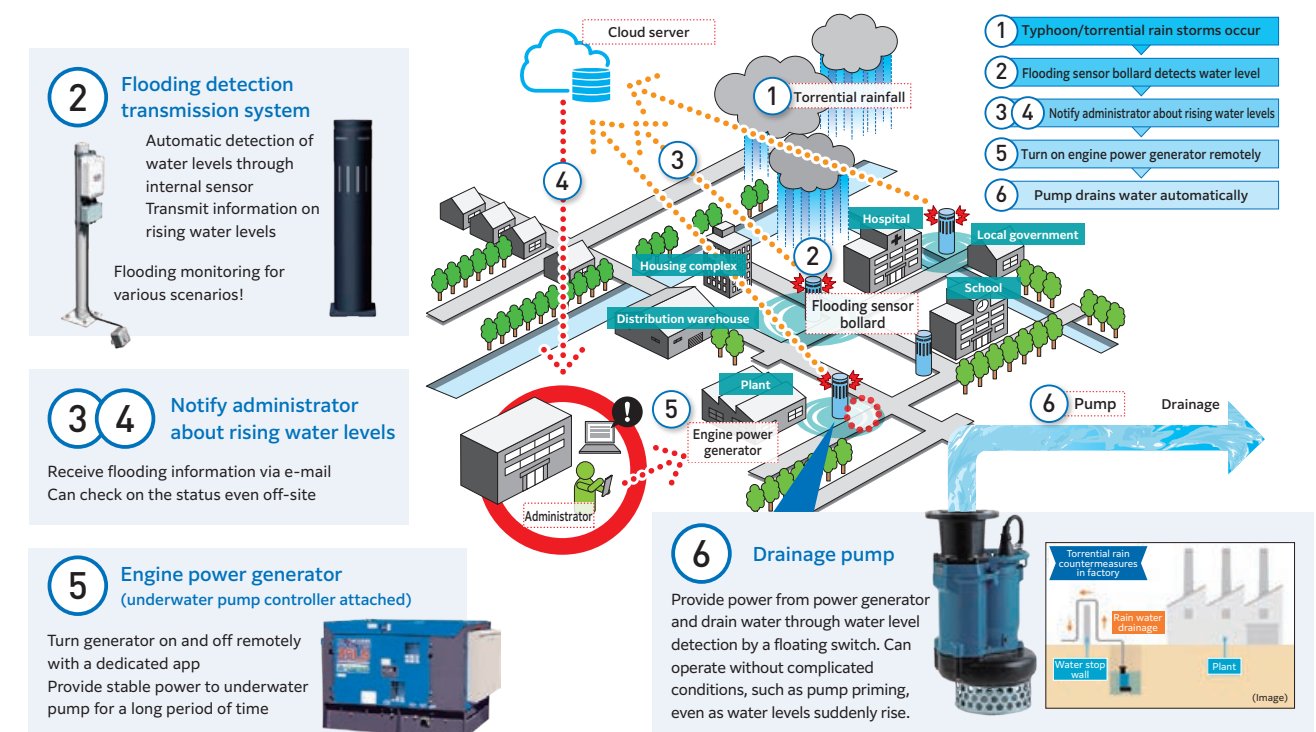 2
Flooding detection
transmission system
Automatic detection of
water levels through
internal sensor
Transmit information on
rising water levels
Flooding monitoring for
various scenarios!
3 4
Notify administrator
about rising water levels
Receive flooding information via e-mail
Can check on the status even off-site
5
Engine power generator
(underwater pump controller attached)
Turn generator on and off remotely
with a dedicated app
Provide stable power to underwater
pump for a long period of time
Cloud server
1 Torrential rainfall
3
4
Hospital
Local government
2
Housing complex
School
Flooding sensor
bollard
Distribution warehouse
Plant
5
Engine power
generator
!
Administrator
6 Pump
Drainage
1 Typhoon/torrential rain storms occur
2 Flooding sensor bollard detects water level
3 4 Notify administrator about rising water levels
5 Turn on engine power generator remotely
6 Pump drains water automatically
6
Drainage pump
Provide power from power generator
and drain water through water level
detection by a floating switch. Can
operate without complicated
conditions, such as pump priming,
even as water levels suddenly rise.
Torrential rain
countermeasures
in factory
Rain water
drainage
Water stop
wall
Plant
(Image)